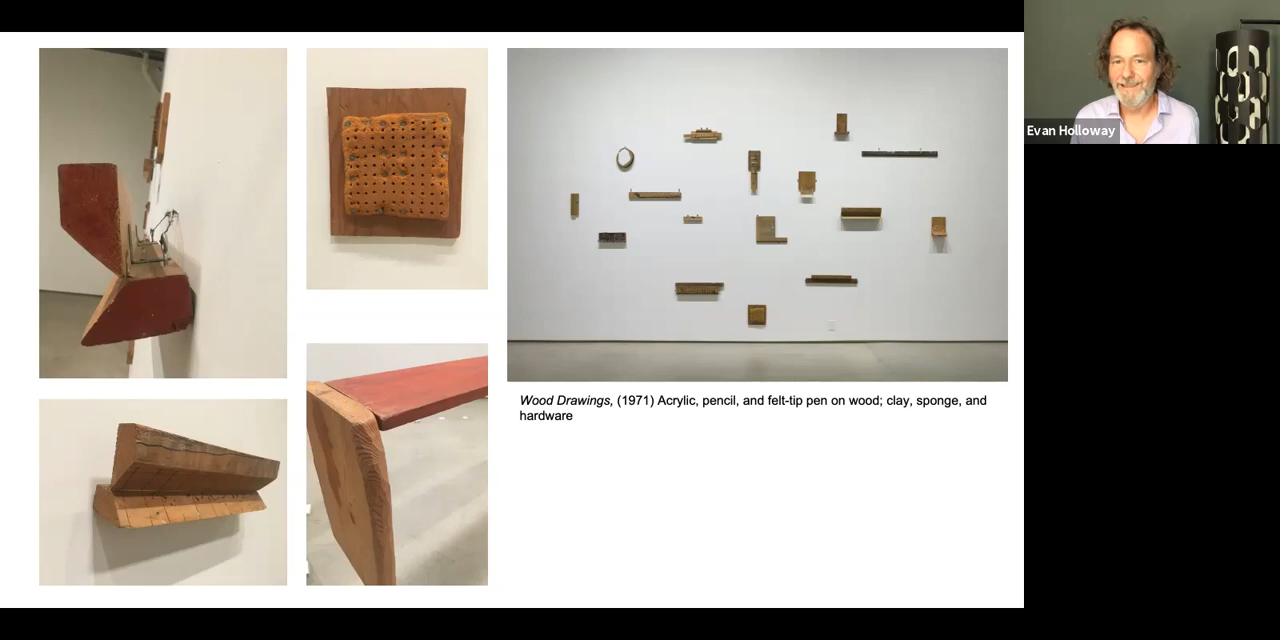 Evan Holloway
Wood Drawings, (1971) Acrylic, pencil, and felt-tip pen on wood; clay, sponge, and
hardware